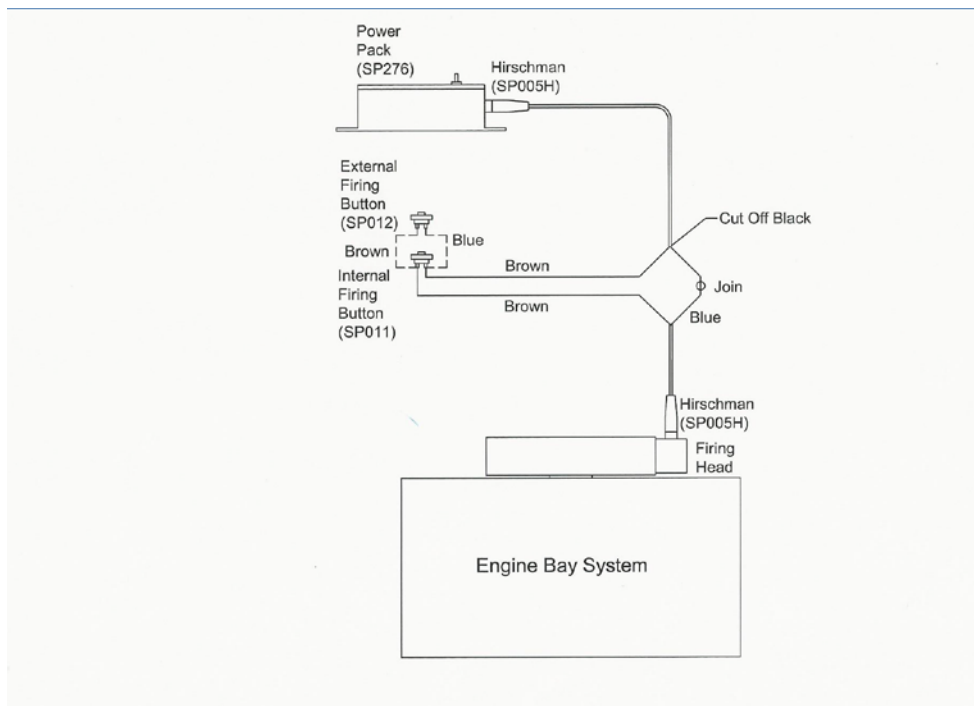 Power
Pack
(SP276)
Hirschman
(SP005H)
External
Firing
Button
(SP012)
Cut Off Black
Blue
Brown
Brown
Internal
Firing
Button
(SP011)
Join
Brown
Blue
Hirschman
(SP005H)
Firing
Head
Engine Bay System